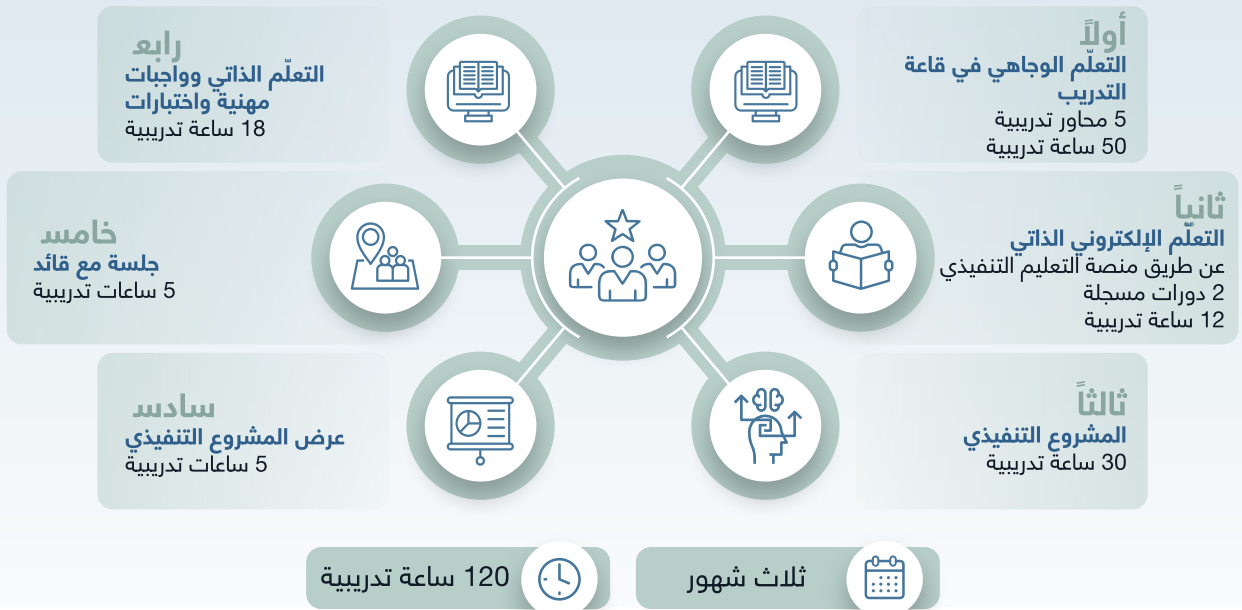 أولاً
التعلّم الوجاهي في قاعة
التدريب
5 محاور تدريبية
50 ساعة تدريبية
ثانياً
التعلّم الإلكتروني الذاتي
عن طريق منصة التعليم التنفيذي
2 دورات مسجلة
12 ساعة تدريبية
ثالثاً
المشروع التنفيذي
30 ساعة تدريبية
رابعـ
التعلّم الذاتي وواجبات
مهنية واختبارات
18 ساعة تدريبية
خامسـ
جلسة مع قائد
5 ساعات تدريبية
سادسـ
عرض المشروع التنفيذي
5 ساعات تدريبية
ثلاث شهور
120 ساعة تدريبية